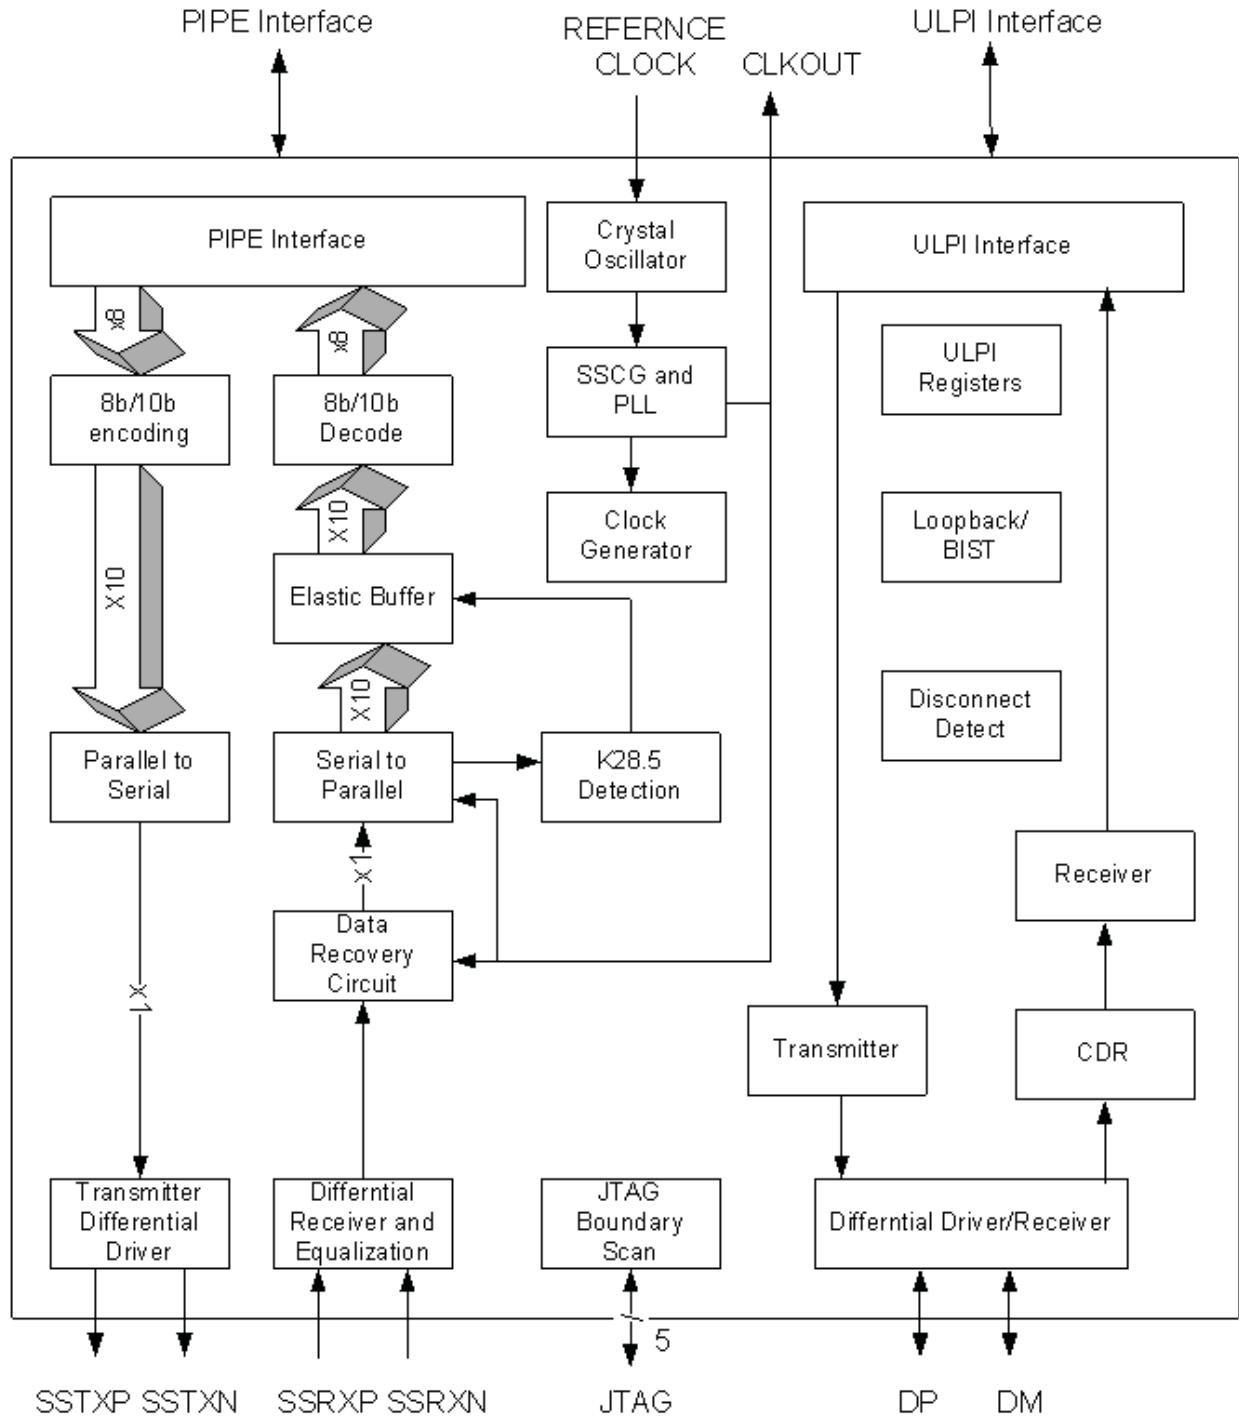 PIPE Interface
REFERNCE
CLOCK
CLKOUT
ULPI Interface
PIPE Interface
Crystal
Oscillator
ULPI Interface
x8
x8
8b/10b
encoding
8b/10b
Decode
SSCG and
PLL
ULPI
Registers
X10
X10
Clock
Generator
Loopback/
BIST
Elastic Buffer
X10
Parallel to
Serial
Serial to
Parallel
K28.5
Detection
Disconnect
Detect
X1
Data
Recovery
Circuit
Receiver
X1
Transmitter
CDR
Transmitter
Differential
Driver
Differntial
Receiver and
Equalization
JTAG
Boundary
Scan
Differntial Driver/Receiver
5
SSTXP
SSTXN
SSRXP
SSRXN
JTAG
DP
DM